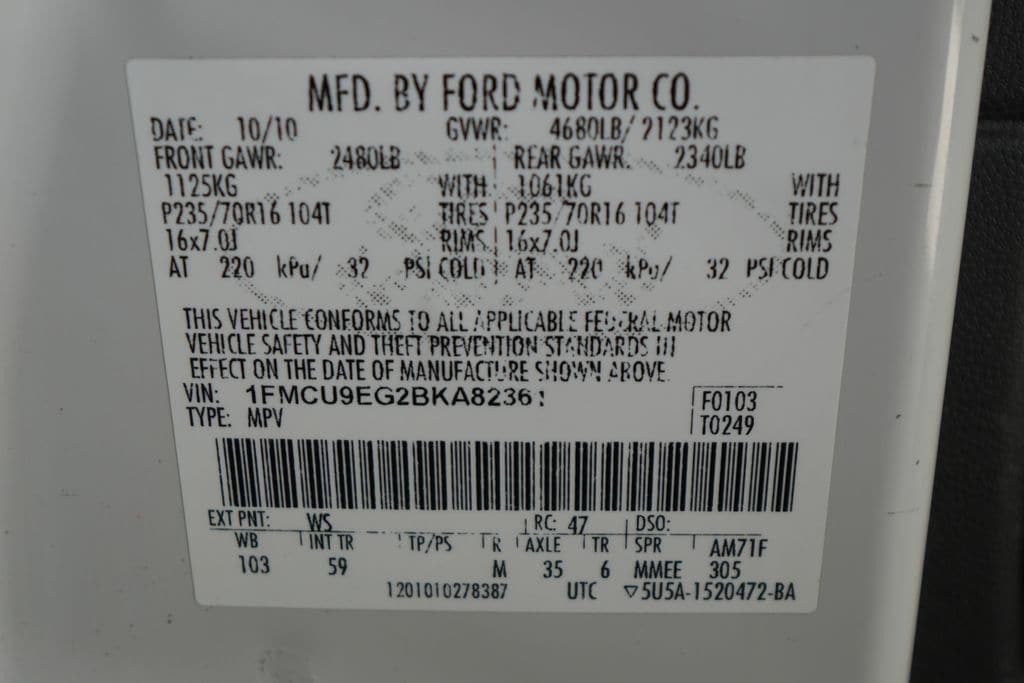 MFD. BY FORD MOTOR CO.
DATE: 10/10 GVWR: 4680LB/ 2123KG
FRONT GAWR: 2480LB REAR GAWR: 2340LB
1125KG WITH 1061KG WITH
P235/70R16 104T TIRES P235/70R16 104T TIRES
16x7.0J RIMS 16x7.0J RIMS
AT 220 kPa/ 32 PSI COLD AT 220 kPa/ 32 PSI COLD
THIS VEHICLE CONFORMS TO ALL APPLICABLE FEDERAL MOTOR
VEHICLE SAFETY AND THEFT PREVENTION STANDARDS IN
EFFECT ON THE DATE OF MANUFACTURE SHOWN ABOVE.
VIN: 1FMCU9EG2BKA82361 F0103
TYPE: MPV T0249
EXT PNT: WS RC: 47 DSO:
WB INT TR TP/PS R AXLE TR SPR AM71F
103 59 M 35 6 MMEE 305
1201010278387 UTC ▽5U5A-1520472-BA